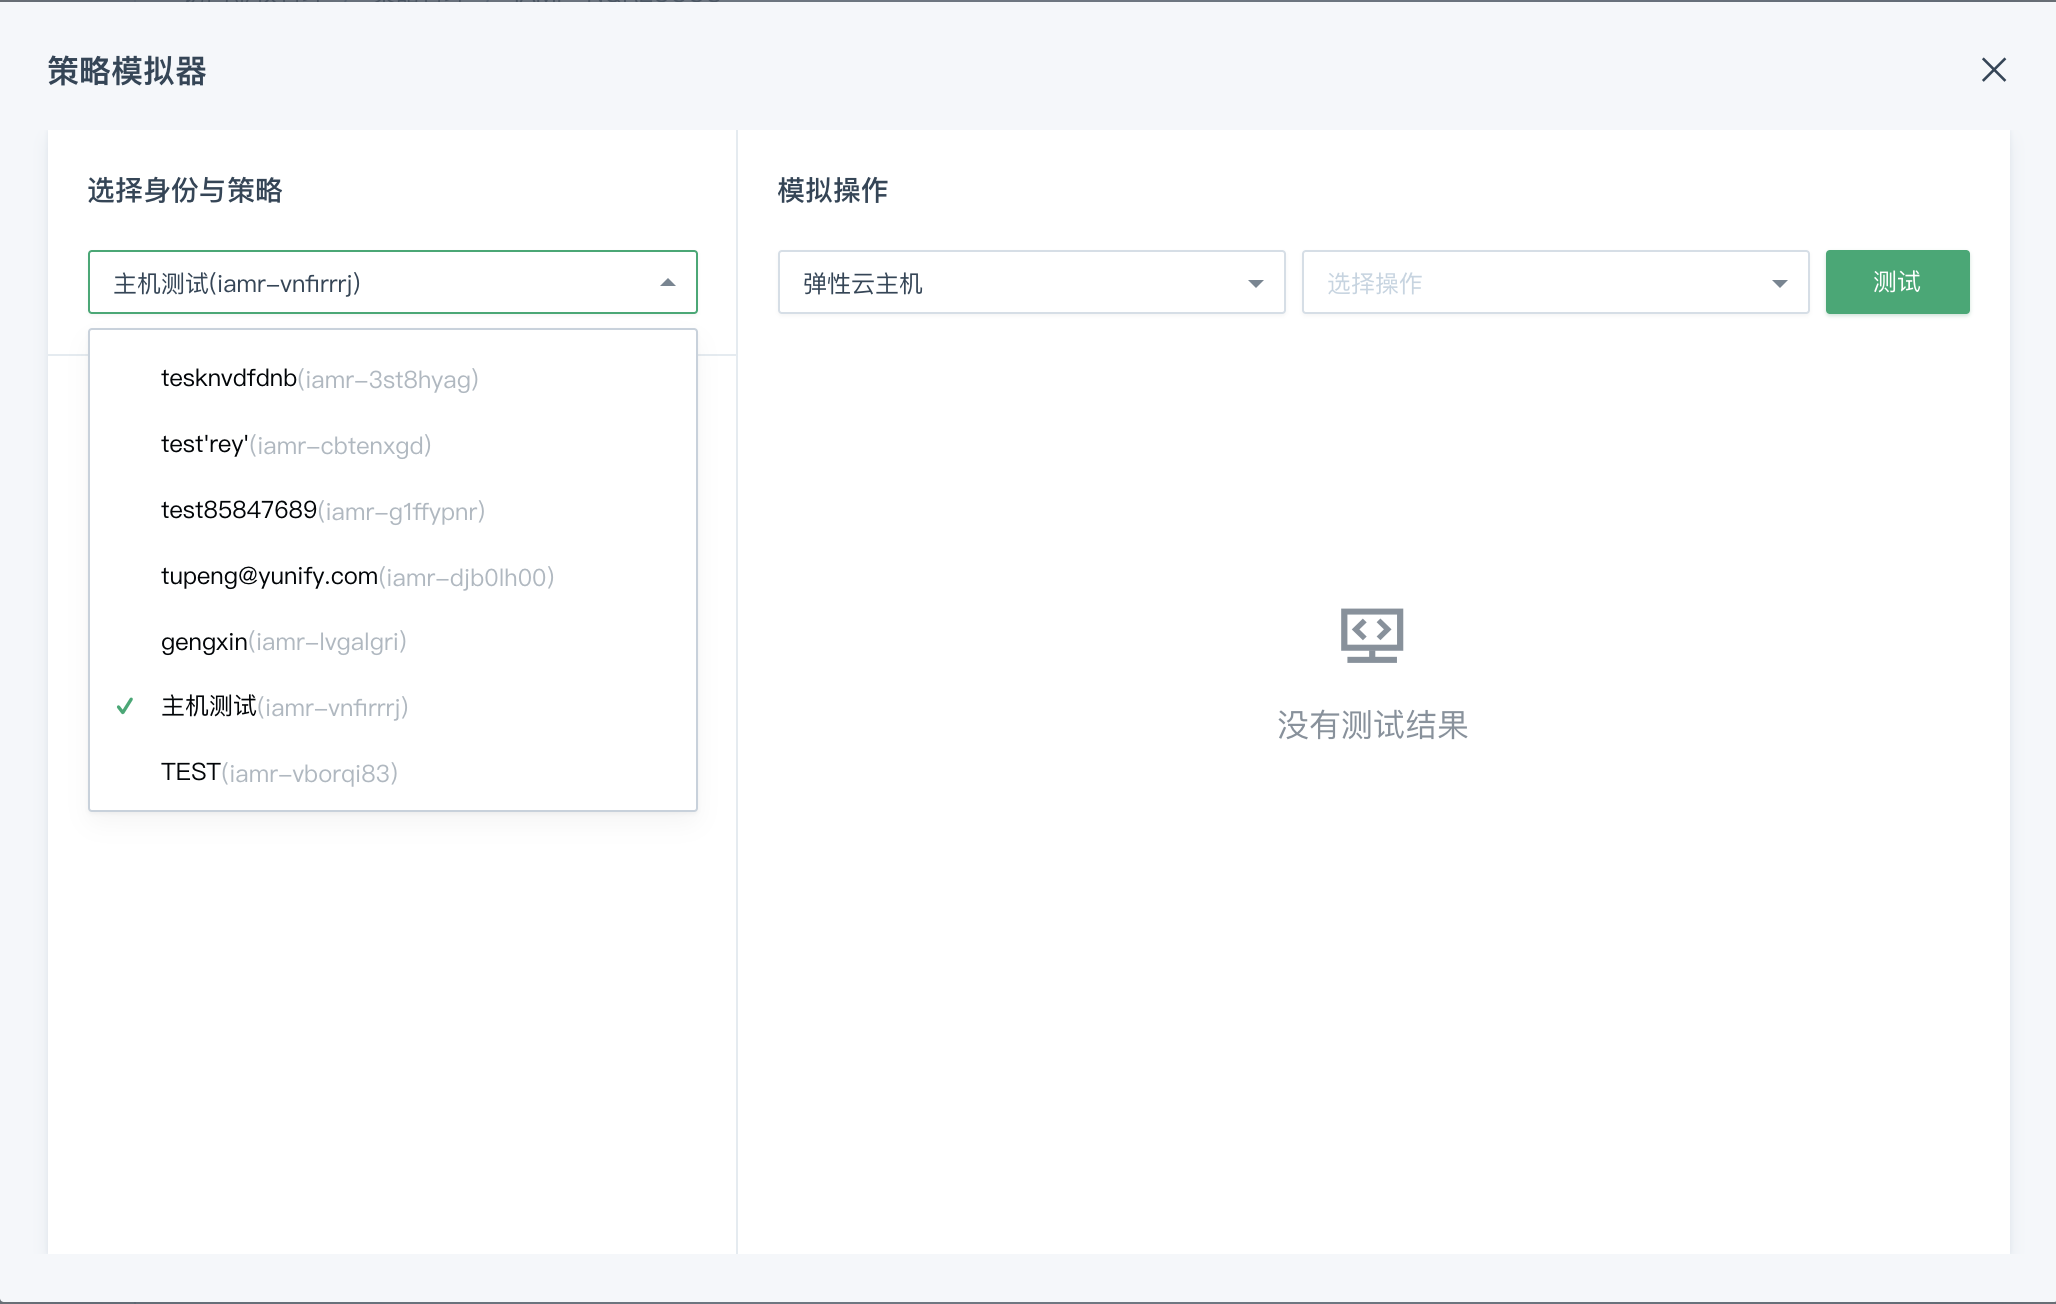 策略模拟器
选择身份与策略
主机测试(iamr-vnfirrrj)
tesknvdfdnb(iamr-3st8hyag)
test'rey'(iamr-cbtenxgd)
test85847689(iamr-g1ffypnr)
tupeng@yunify.com(iamr-djb0lh00)
gengxin(iamr-lvgalgri)
主机测试(iamr-vnfirrrj)
TEST(iamr-vborqi83)
模拟操作
弹性云主机
选择操作
测试
没有测试结果